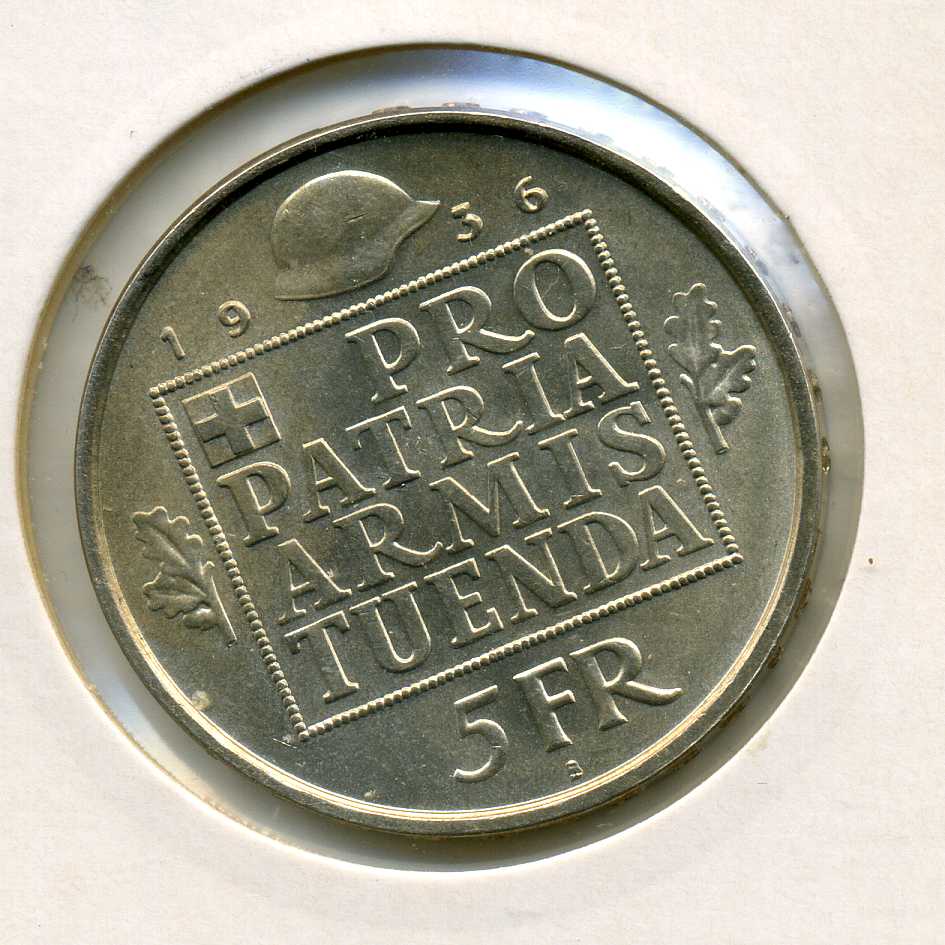 1936
PRO
PATRIA
ARMIS
TUENDA
5 FR
B